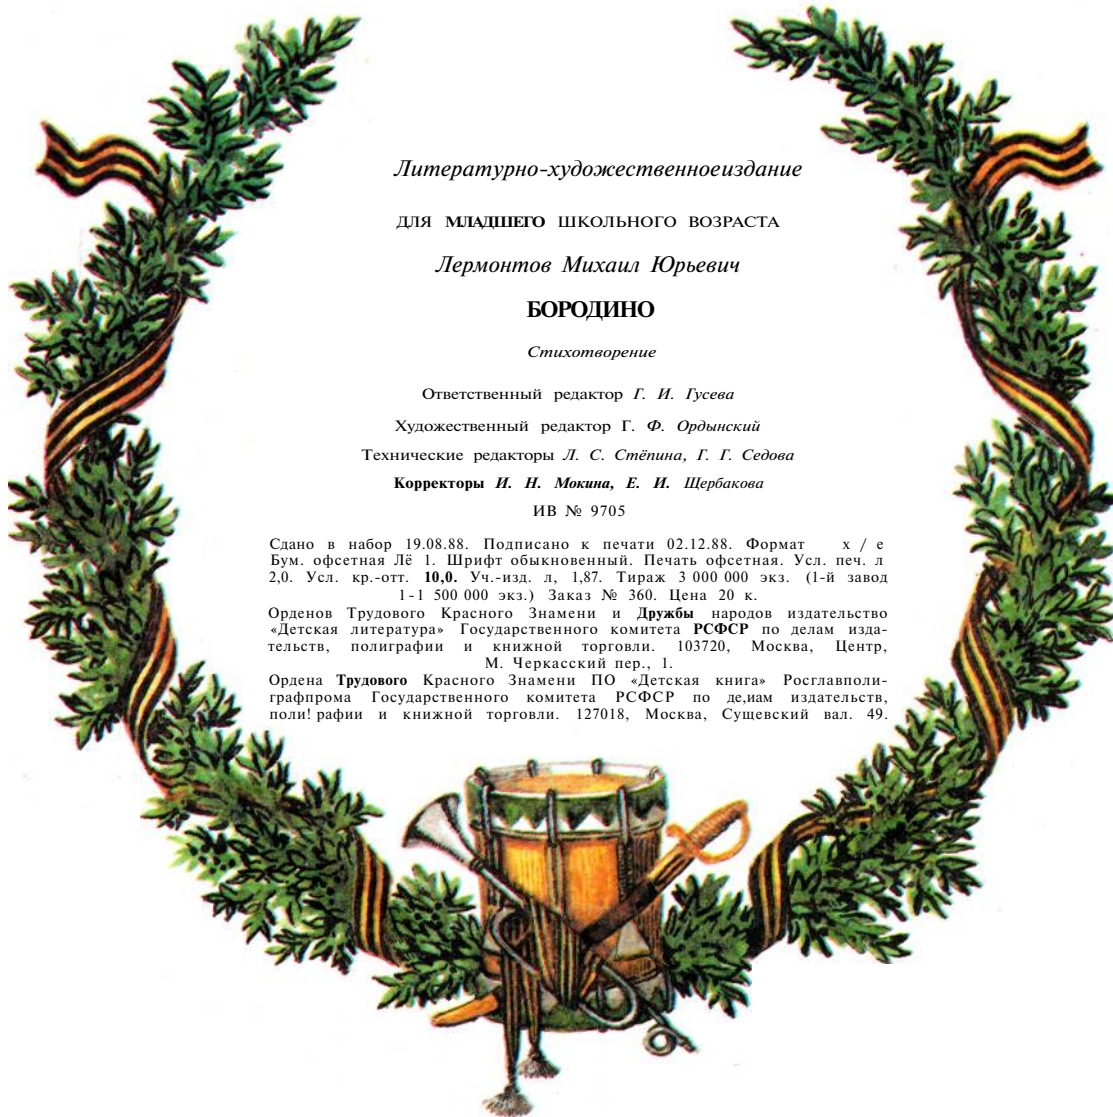 Литературно-художественноеиздание
ДЛЯ МЛАДШЕГО ШКОЛЬНОГО ВОЗРАСТА
Лермонтов Михаил Юрьевич
БОРОДИНО
Стихотворение
Ответственный редактор Г. И. Гусева
Художественный редактор Г. Ф. Ордынский
Технические редакторы Л. С. Стёпина, Г. Г. Седова
Корректоры И. Н. Мокина, Е. И. Щербакова
ИВ № 9705
Сдано в набор 19.08.88. Подписано к печати 02.12.88. Формат х / е
Бум. офсетная Лё 1. Шрифт обыкновенный. Печать офсетная. Усл. печ. л
2,0. Усл. кр.-отт. 10,0. Уч.-изд. л, 1,87. Тираж 3 000 000 экз. (1-й завод
1-1 500 000 экз.) Заказ № 360. Цена 20 к.
Орденов Трудового Красного Знамени и Дружбы народов издательство
«Детская литература» Государственного комитета РСФСР по делам изда-
тельств, полиграфии и книжной торговли. 103720, Москва, Центр,
М. Черкасский пер., 1.
Ордена Трудового Красного Знамени ПО «Детская книга» Росглавполи-
графпрома Государственного комитета РСФСР по де,иам издательств,
поли! рафии и книжной торговли. 127018, Москва, Сущевский вал. 49.